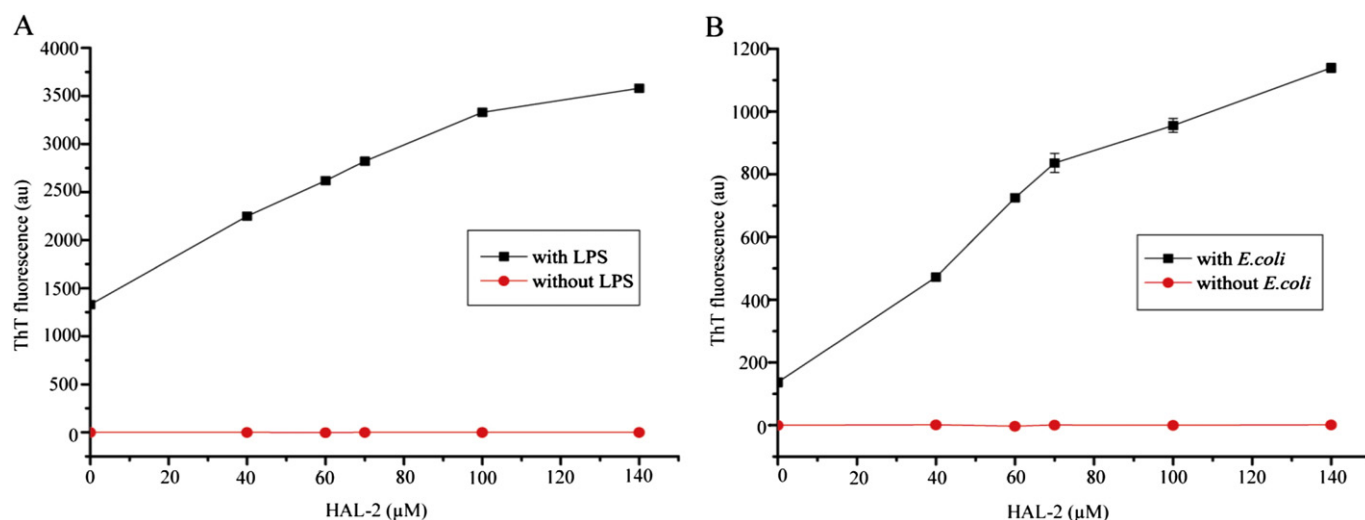 A
4000
3500
3000
2500
2000
1500
1000
500
0
ThT fluorescence (au)
0 20 40 60 80 100 120 140
HAL-2 (µM)
with LPS
without LPS
B
1200
1000
800
600
400
200
0
ThT fluorescence (au)
0 20 40 60 80 100 120 140
HAL-2 (µM)
with E.coli
without E.coli